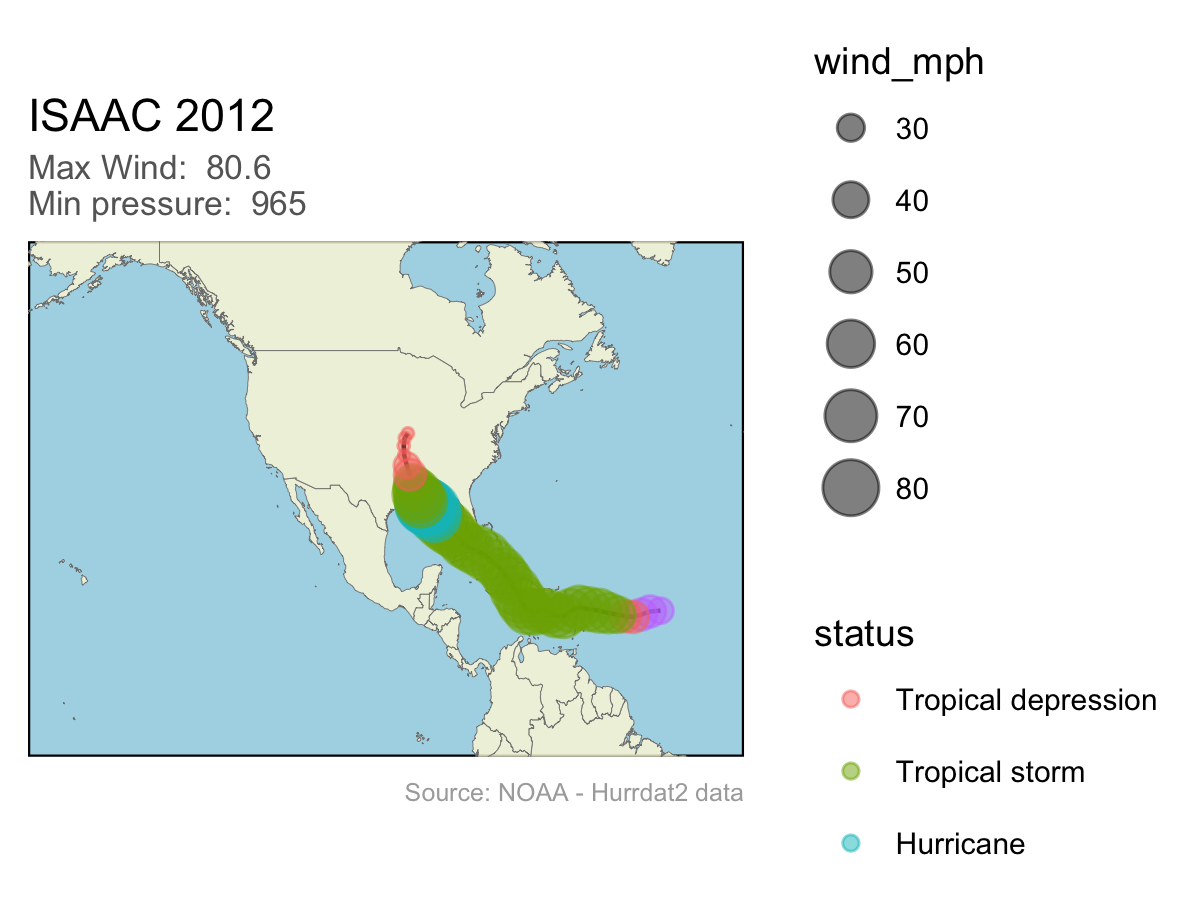 ISAAC 2012
Max Wind:  80.6
Min pressure:  965
Source: NOAA - Hurrdat2 data
wind_mph
30
40
50
60
70
80
status
Tropical depression
Tropical storm
Hurricane